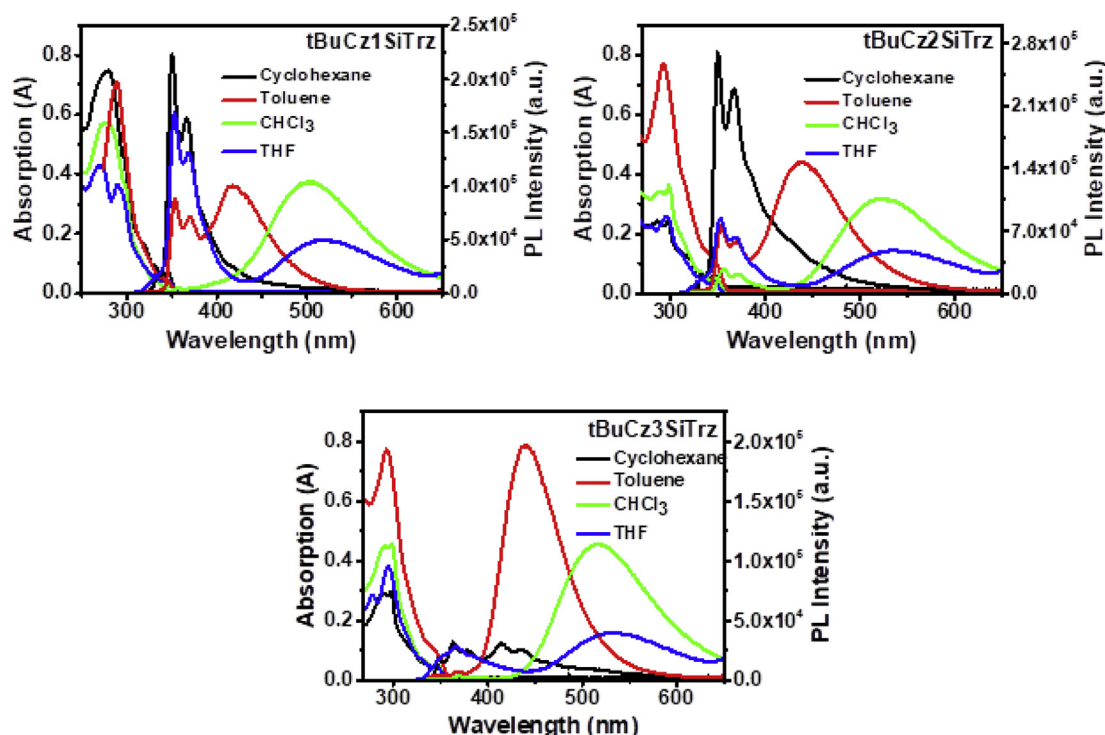 tBuCz1SiTrz
Cyclohexane
Toluene
CHCl3
THF
Absorption (A)
0.8
0.6
0.4
0.2
0.0
300 400 500 600
Wavelength (nm)
2.5x10^5
2.0x10^5
1.5x10^5
1.0x10^5
5.0x10^4
0.0
PL Intensity (a.u.)
tBuCz2SiTrz
Cyclohexane
Toluene
CHCl3
THF
Absorption (A)
0.8
0.6
0.4
0.2
0.0
300 400 500 600
Wavelength (nm)
2.8x10^5
2.1x10^5
1.4x10^5
7.0x10^4
0.0
PL Intensity (a.u.)
tBuCz3SiTrz
Cyclohexane
Toluene
CHCl3
THF
Absorption (A)
0.8
0.6
0.4
0.2
0.0
300 400 500 600
Wavelength (nm)
2.0x10^5
1.5x10^5
1.0x10^5
5.0x10^4
0.0
PL Intensity (a.u.)